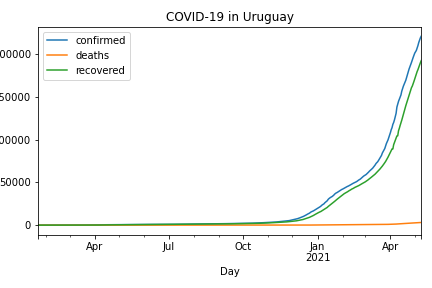 COVID-19 in Uruguay
confirmed
deaths
recovered
50000
0
Apr
Jul
Oct
Jan
2021
Apr
Day